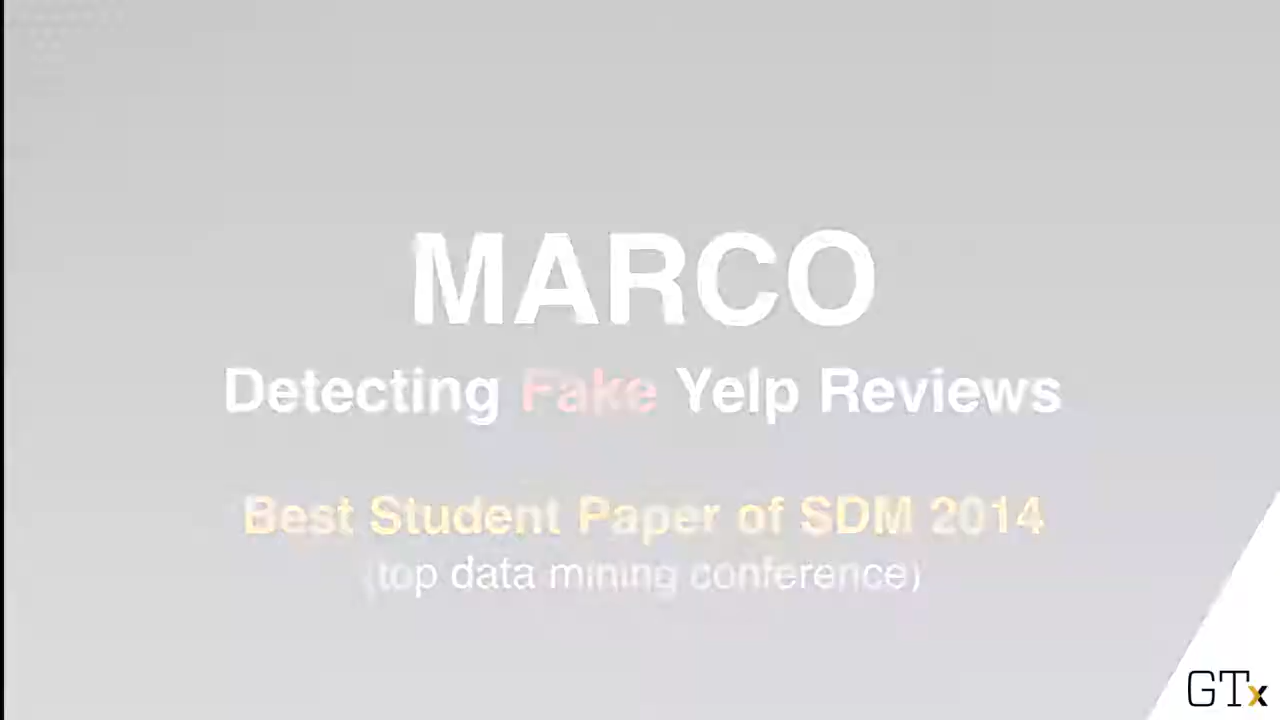 MARCO
Detecting Fake Yelp Reviews
Best Student Paper of SDM 2014
(top data mining conference)
GTx